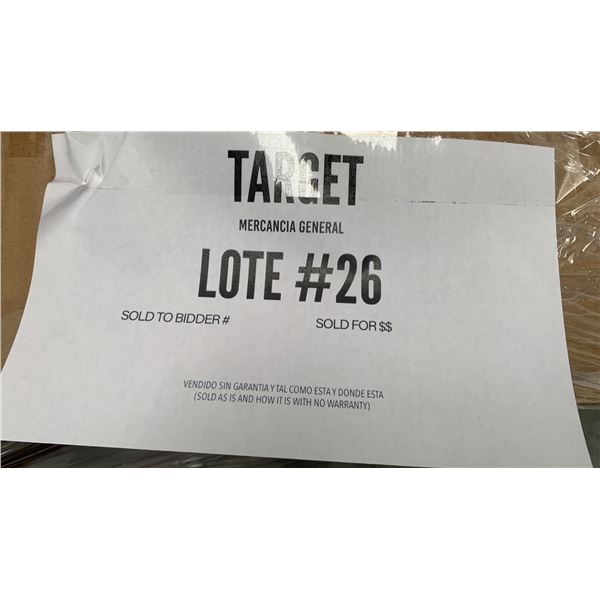 TARGET
MERCANCIA GENERAL
LOTE #26
SOLD TO BIDDER # SOLD FOR $$
VENDIDO SIN GARANTIA Y TAL COMO ESTA Y DONDE ESTA
(SOLD AS IS AND HOW IT IS WITH NO WARRANTY)